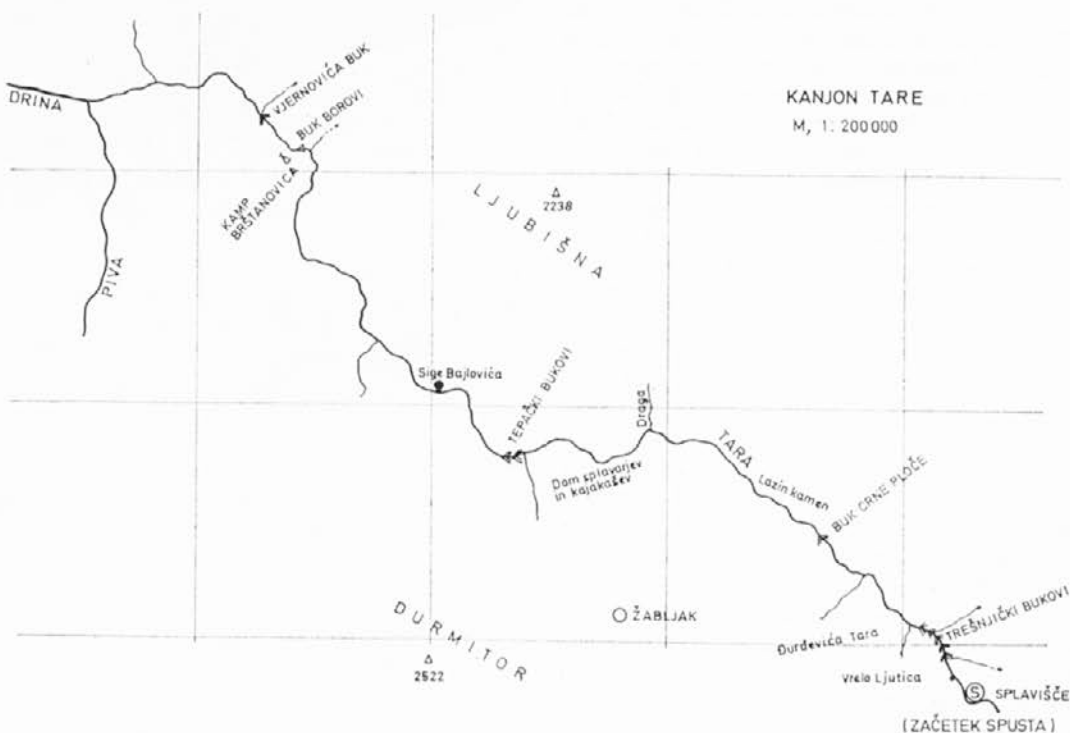 KANJON TARE
M, 1: 200000
DRINA
PIVA
VJERNOVIĆA BUK
BUK BOROVI
KAMP
BRŠTANOVICA
LJUBIŠNA
2238
Sige Bajlovića
TEPAČKI BUKOVI
Dom splavarjev
in kajakašev
Draga
TARA
Lazin kamen
BUK CRNE PLOČE
DURMITOR
2522
ŽABLJAK
Đurđevića Tara
TREŠNJIČKI BUKOVI
Vrelo Ljutica
S
SPLAVIŠČE
(ZAČETEK SPUSTA)